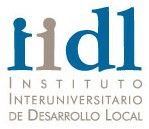 iidl
INSTITUTO
INTERUNIVERSITARIO
DE DESARROLLO LOCAL